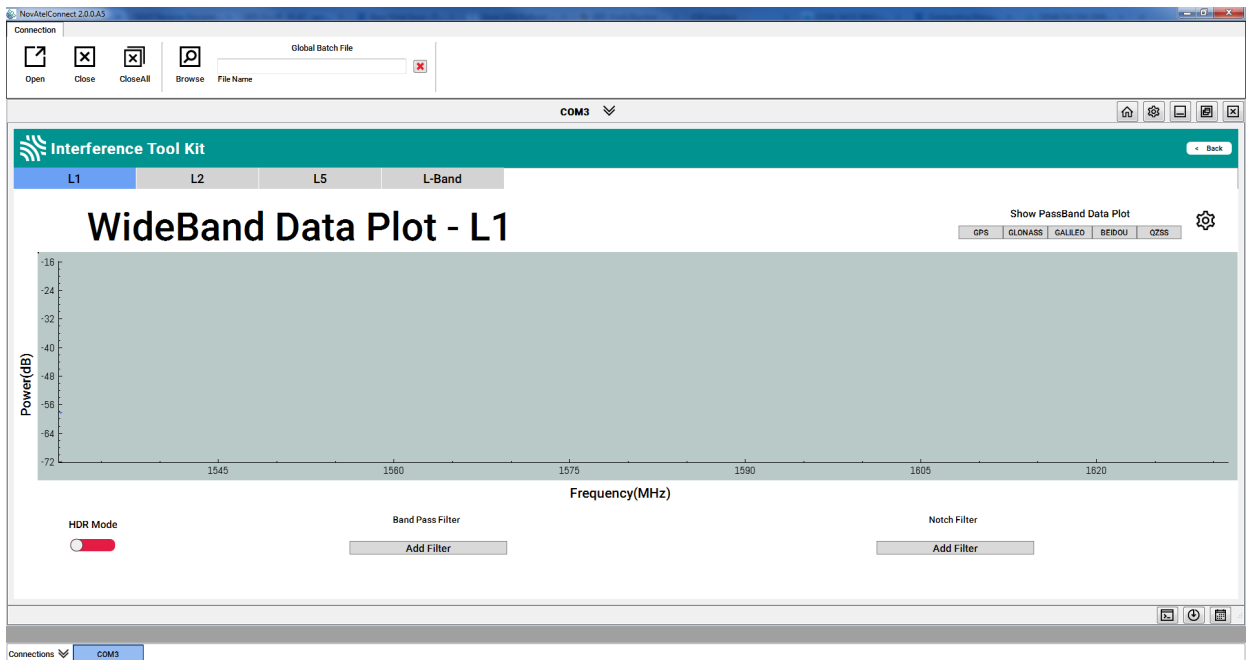 NovAtelConnect 2.0.0.A5
Connection
Global Batch File
Open Close CloseAll Browse File Name
COM3
Interference Tool Kit
< Back
L1 L2 L5 L-Band
WideBand Data Plot - L1
Show PassBand Data Plot
GPS GLONASS GALILEO BEIDOU QZSS
-16
-24
-32
-40
-48
-56
-64
-72
Power(dB)
1545 1560 1575 1590 1605 1620
Frequency(MHz)
HDR Mode
Band Pass Filter
Notch Filter
Add Filter
Add Filter
Connections COM3